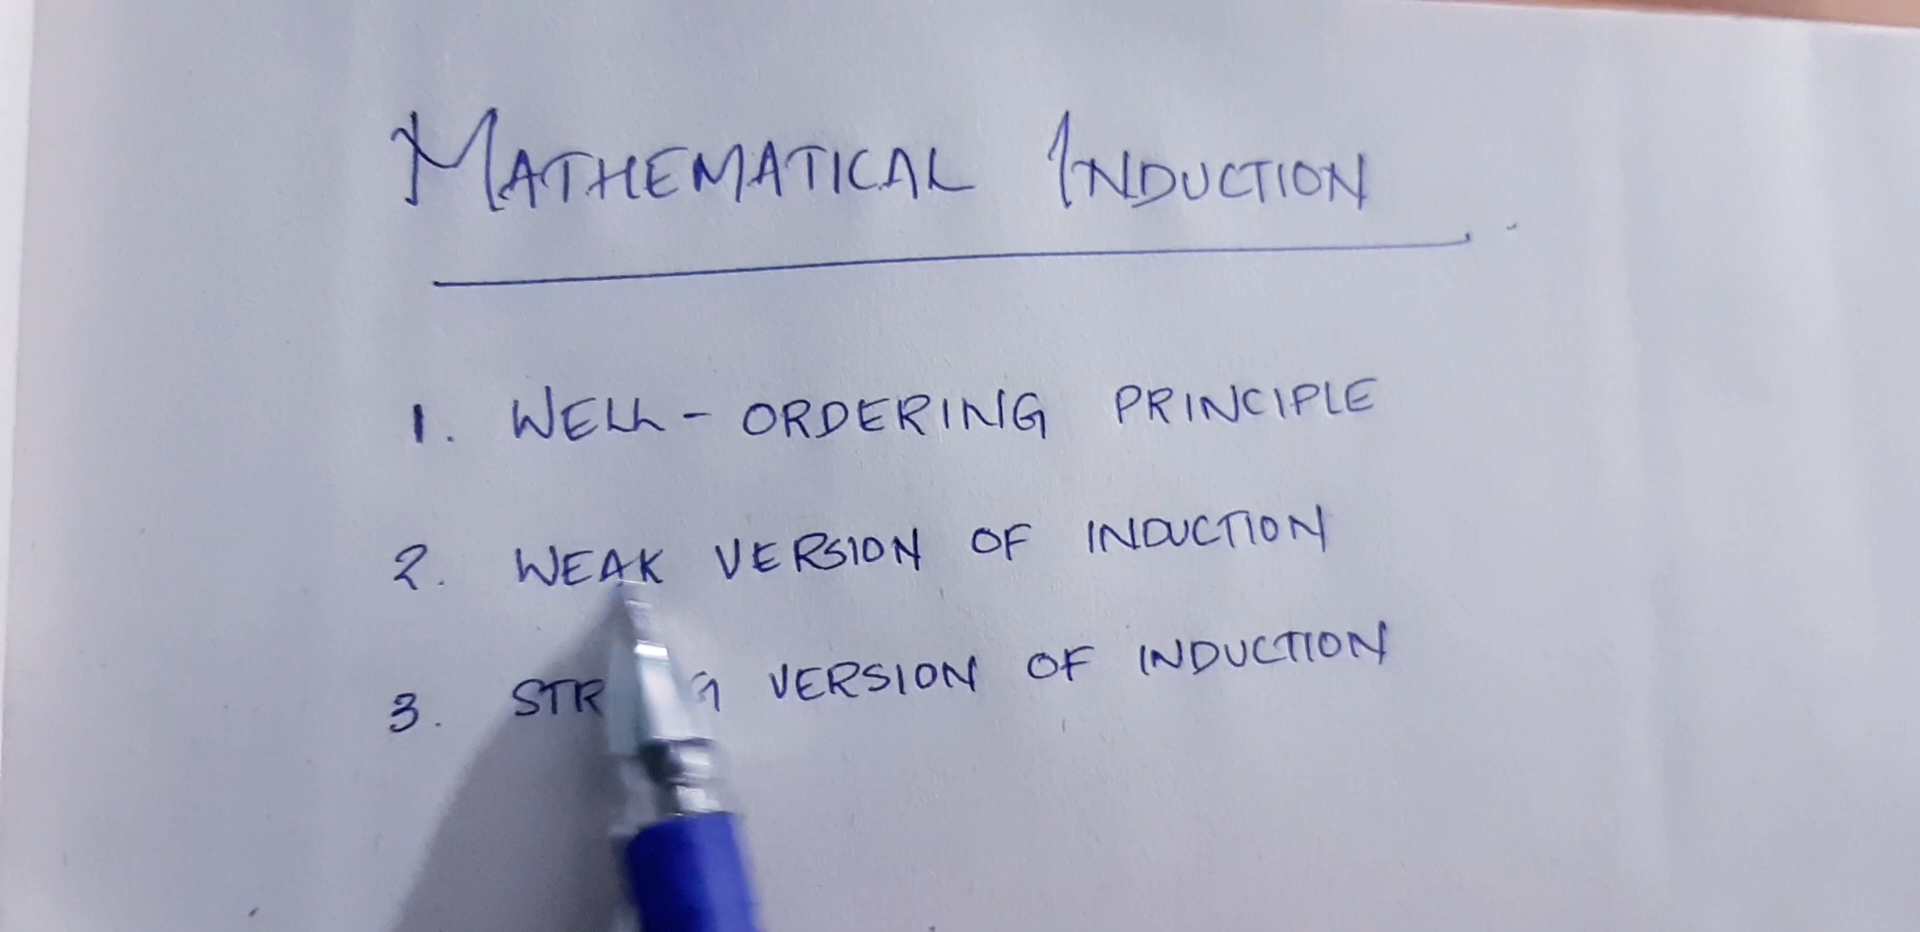 MATHEMATICAL INDUCTION
1. WELL-ORDERING PRINCIPLE
2. WEAK VERSION OF INDUCTION
3. VERSION OF INDUCTION